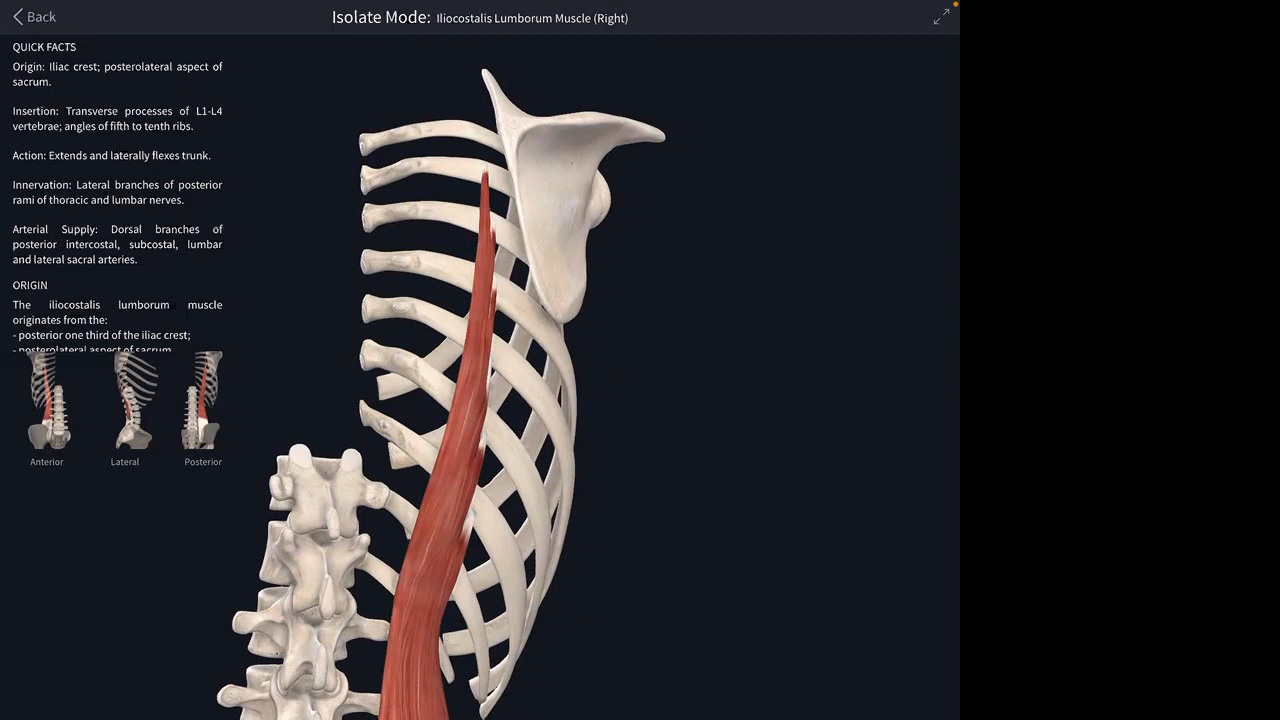 Back
Isolate Mode: Iliocostalis Lumborum Muscle (Right)
QUICK FACTS
Origin: Iliac crest; posterolateral aspect of
sacrum.
Insertion: Transverse processes of L1-L4
vertebrae; angles of fifth to tenth ribs.
Action: Extends and laterally flexes trunk.
Innervation: Lateral branches of posterior
rami of thoracic and lumbar nerves.
Arterial Supply: Dorsal branches of
posterior intercostal, subcostal, lumbar
and lateral sacral arteries.
ORIGIN
The iliocostalis lumborum muscle
originates from the:
- posterior one third of the iliac crest;
- posterolateral aspect of sacrum
Anterior
Lateral
Posterior